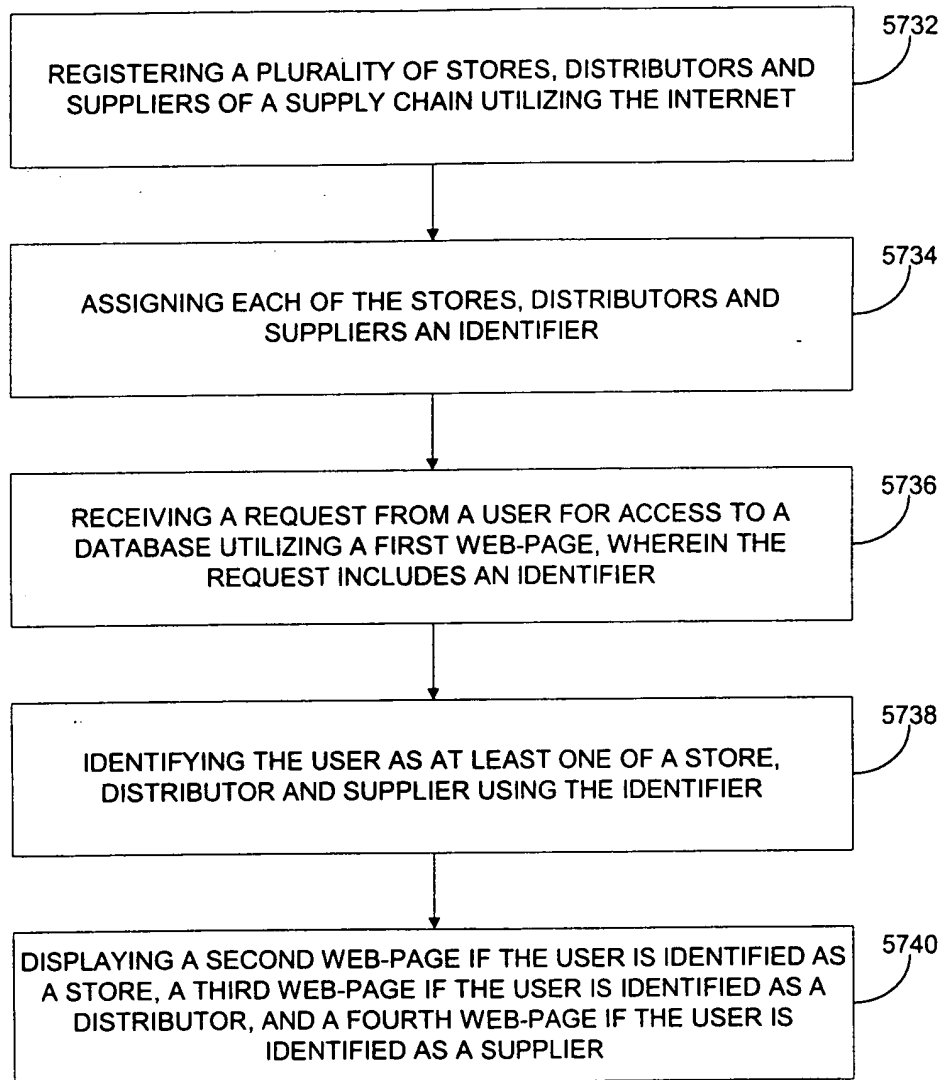 5732
REGISTERING A PLURALITY OF STORES, DISTRIBUTORS AND
SUPPLIERS OF A SUPPLY CHAIN UTILIZING THE INTERNET
5734
ASSIGNING EACH OF THE STORES, DISTRIBUTORS AND
SUPPLIERS AN IDENTIFIER
5736
RECEIVING A REQUEST FROM A USER FOR ACCESS TO A
DATABASE UTILIZING A FIRST WEB-PAGE, WHEREIN THE
REQUEST INCLUDES AN IDENTIFIER
5738
IDENTIFYING THE USER AS AT LEAST ONE OF A STORE,
DISTRIBUTOR AND SUPPLIER USING THE IDENTIFIER
5740
DISPLAYING A SECOND WEB-PAGE IF THE USER IS IDENTIFIED AS
A STORE, A THIRD WEB-PAGE IF THE USER IS IDENTIFIED AS A
DISTRIBUTOR, AND A FOURTH WEB-PAGE IF THE USER IS
IDENTIFIED AS A SUPPLIER